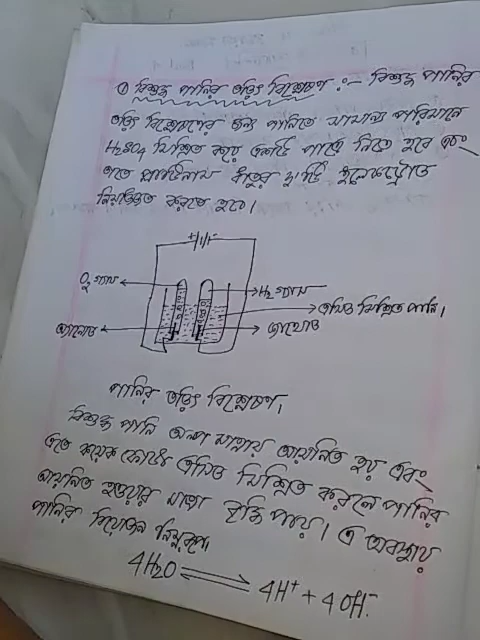 ① বিশুদ্ধ পানির তড়িৎ বিশ্লেষণ :- বিশুদ্ধ পানির
তড়িৎ বিশ্লেষণের জন্য পানিতে সামান্য পরিমানে
H₂SO₄ মিশ্রিত করে একটি পাত্রে নিতে হবে এবং
তাতে প্লাটিনাম ধাতুর দুটি ইলেকট্রোড
নিমজ্জিত করতে হবে।
+ -
O₂ গ্যাস
H₂ গ্যাস
এসিড মিশ্রিত পানি।
অ্যানোড
ক্যাথোড
পানির তড়িৎ বিশ্লেষণ।
বিশুদ্ধ পানি অল্প মাত্রায় আয়নিত হয় এবং
এতে কয়েক ফোটা এসিড মিশ্রিত করলে পানির
আয়নিত হওয়ার মাত্রা বৃদ্ধি পায়। এ অবস্থায়
পানির বিয়োজন নিম্নরূপ।
4H₂O ⇌ 4H⁺ + 4OH⁻.